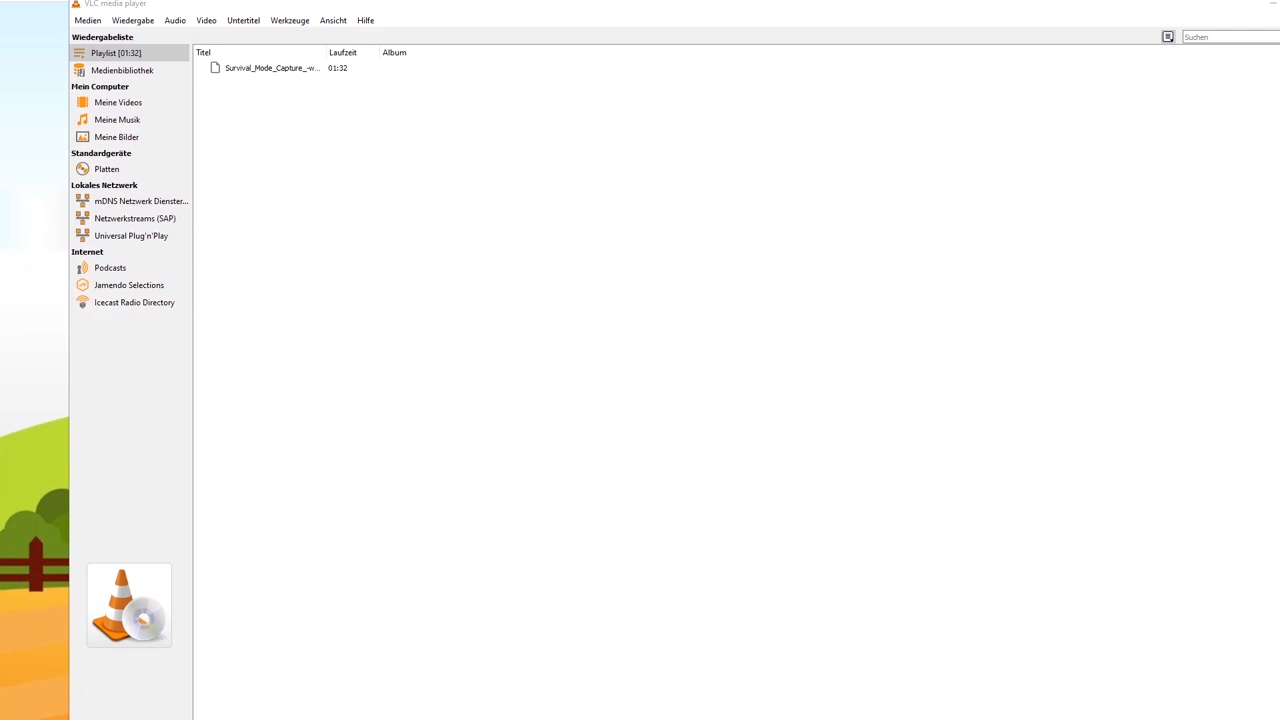 VLC media player
Medien Wiedergabe Audio Video Untertitel Werkzeuge Ansicht Hilfe
Wiedergabeliste
Suchen
Playlist [01:32]
Titel Laufzeit Album
Survival_Mode_Capture_-w... 01:32
Medienbibliothek
Mein Computer
Meine Videos
Meine Musik
Meine Bilder
Standardgeräte
Platten
Lokales Netzwerk
mDNS Netzwerk Dienster...
Netzwerkstreams (SAP)
Universal Plug'n'Play
Internet
Podcasts
Jamendo Selections
Icecast Radio Directory